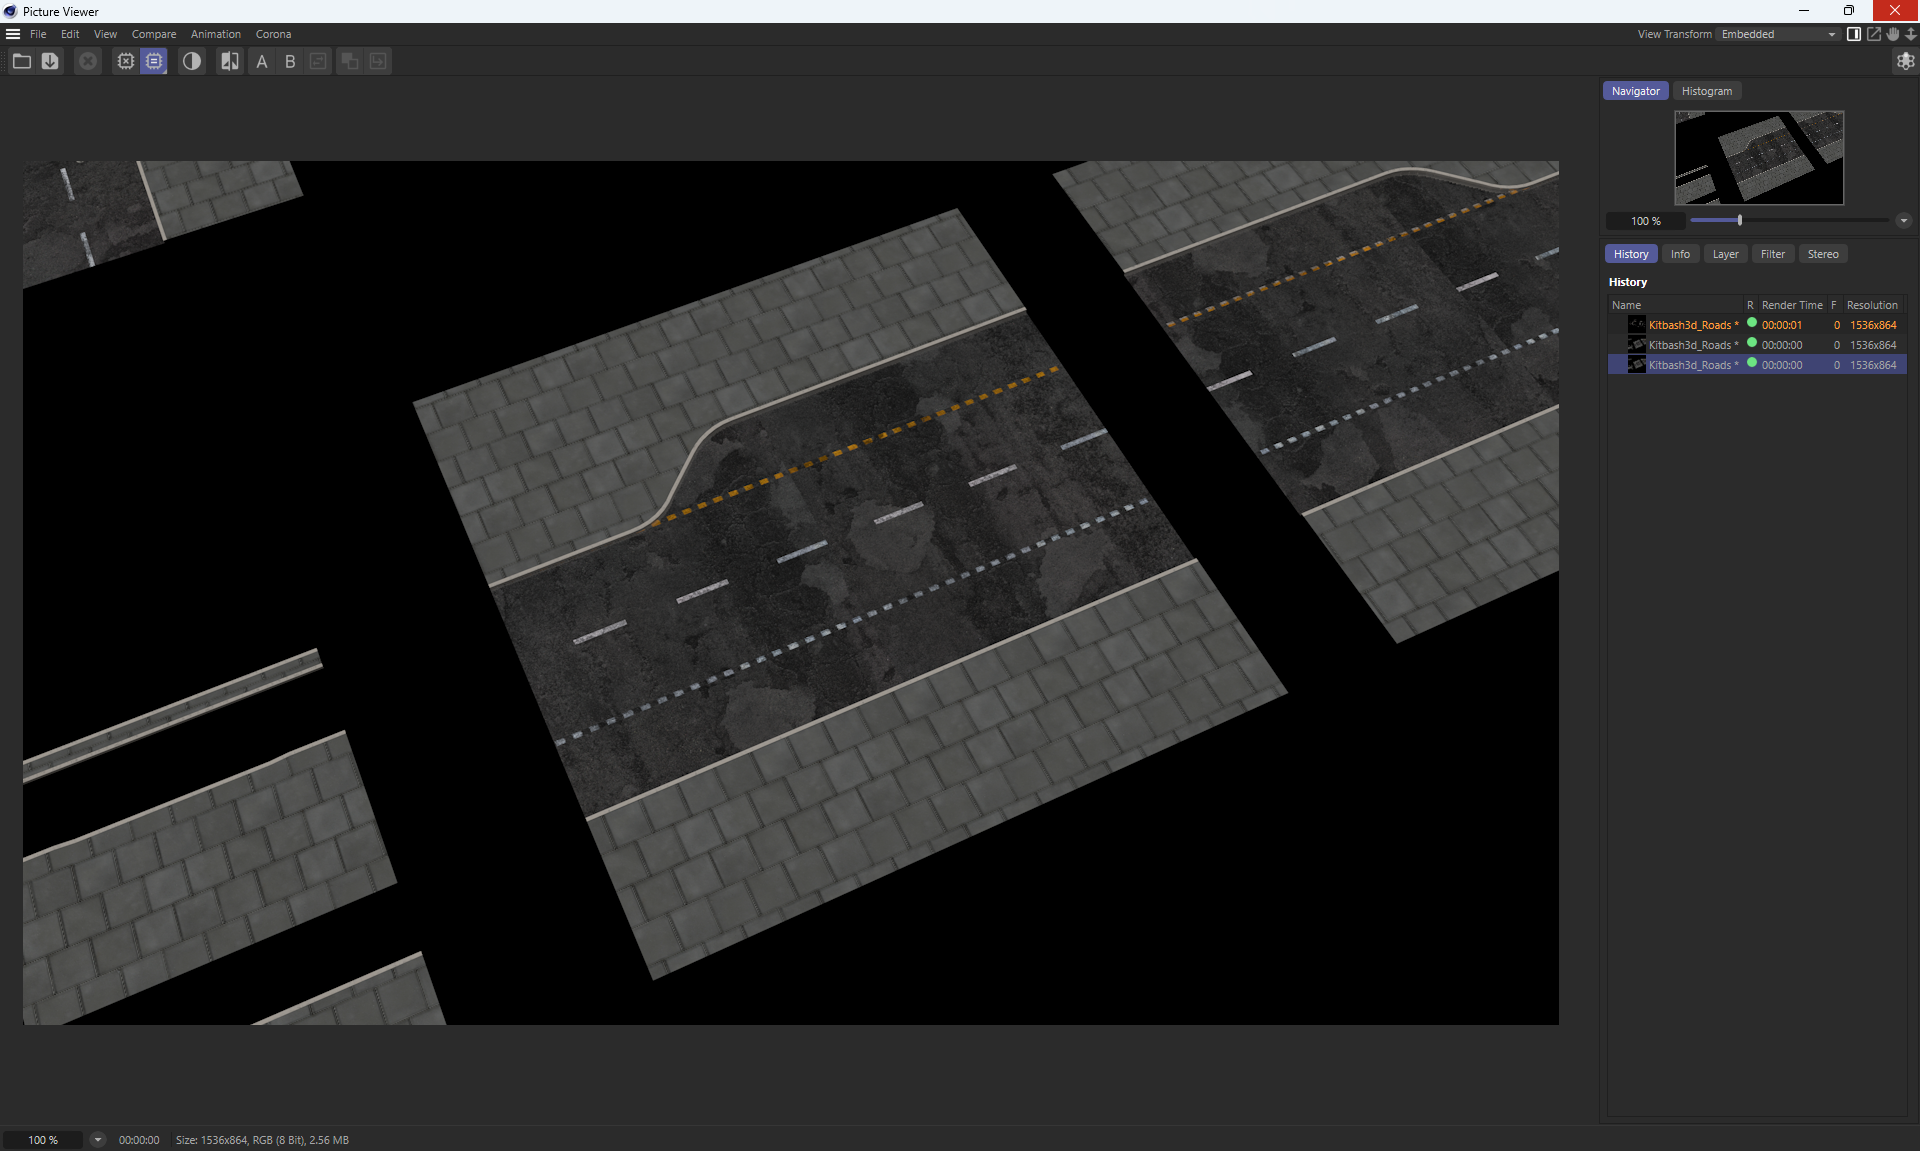 Picture Viewer
File Edit View Compare Animation Corona
View Transform Embedded
A B
Navigator Histogram
100 %
History Info Layer Filter Stereo
History
Name R Render Time F Resolution
Kitbash3d_Roads * 00:00:01 0 1536x864
Kitbash3d_Roads * 00:00:00 0 1536x864
Kitbash3d_Roads * 00:00:00 0 1536x864
100 % 00:00:00 Size: 1536x864, RGB (8 Bit), 2.56 MB